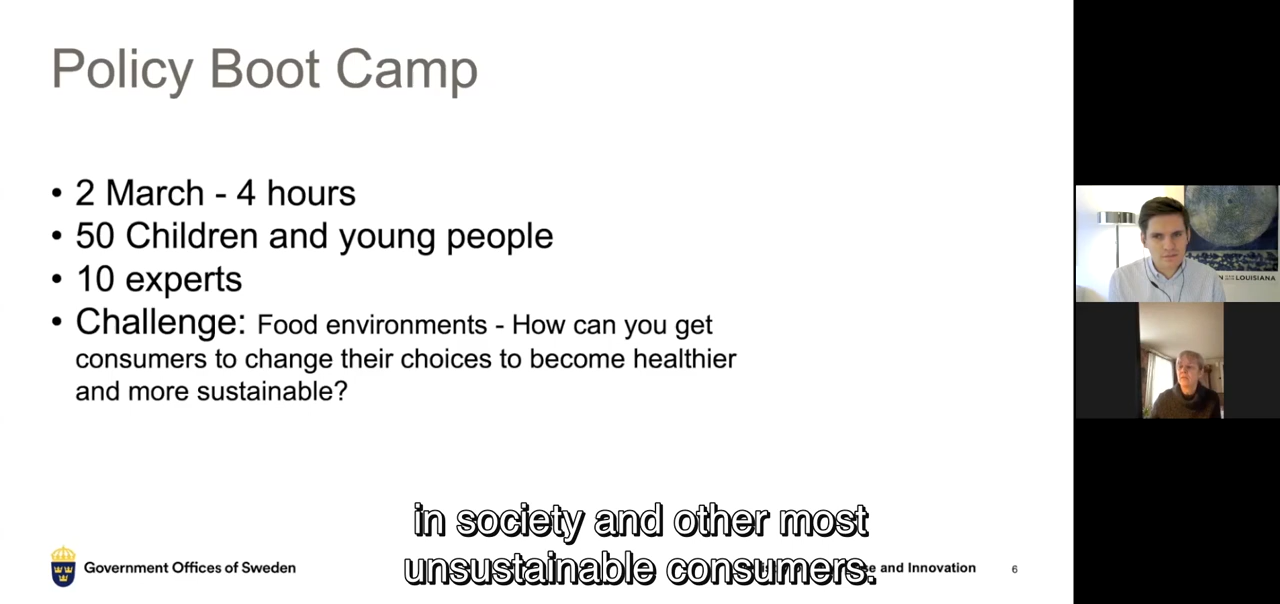 Policy Boot Camp
• 2 March - 4 hours
• 50 Children and young people
• 10 experts
• Challenge: Food environments - How can you get
consumers to change their choices to become healthier
and more sustainable?
in society and other most
unsustainable consumers.
Government Offices of Sweden
and Innovation
6
LOUISIANA